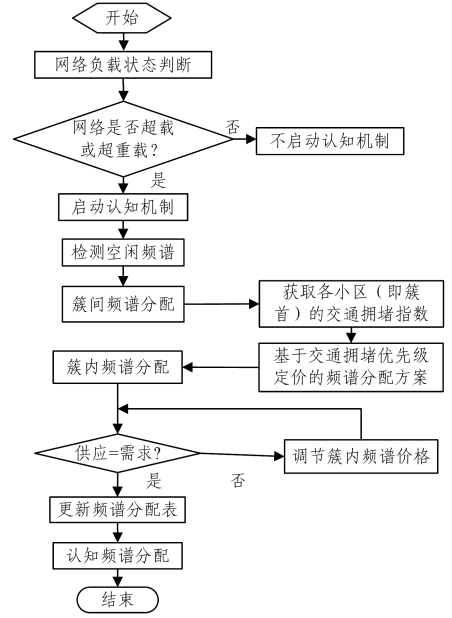 开始
网络负载状态判断
网络是否超载
或超重载？
否
不启动认知机制
是
启动认知机制
检测空闲频谱
簇间频谱分配
获取各小区（即簇
首）的交通拥堵指数
基于交通拥堵优先级
定价的频谱分配方案
簇内频谱分配
供应=需求?
调节簇内频谱价格
是
否
更新频谱分配表
认知频谱分配
结束